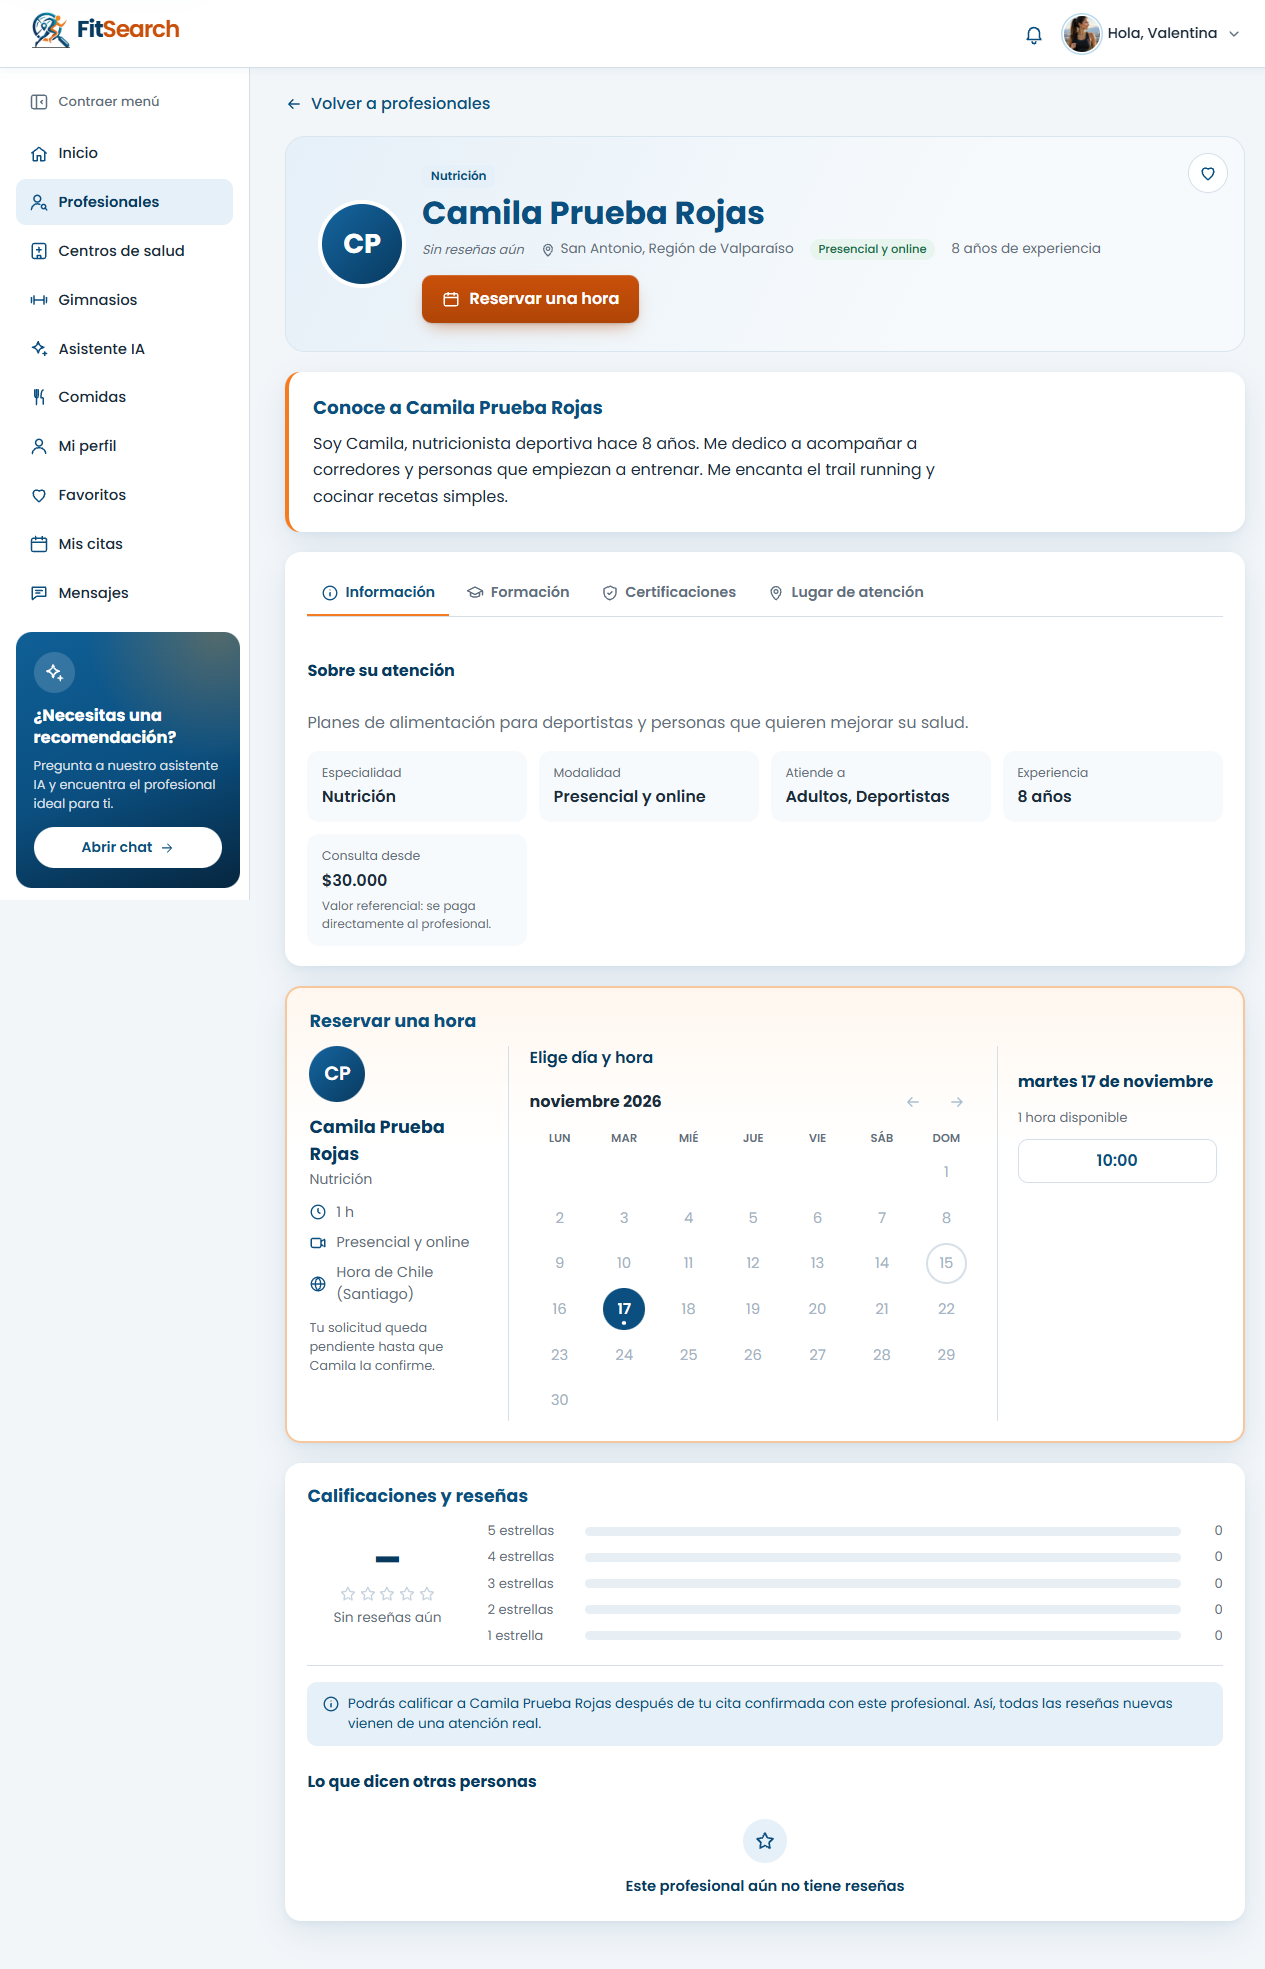 FitSearch
Hola, Valentina
Contraer menú
Inicio
Profesionales
Centros de salud
Gimnasios
Asistente IA
Comidas
Mi perfil
Favoritos
Mis citas
Mensajes
¿Necesitas una
recomendación?
Pregunta a nuestro asistente
IA y encuentra el profesional
ideal para ti.
Abrir chat
Volver a profesionales
Nutrición
Camila Prueba Rojas
CP
Sin reseñas aún San Antonio, Región de Valparaíso Presencial y online 8 años de experiencia
Reservar una hora
Conoce a Camila Prueba Rojas
Soy Camila, nutricionista deportiva hace 8 años. Me dedico a acompañar a
corredores y personas que empiezan a entrenar. Me encanta el trail running y
cocinar recetas simples.
Información Formación Certificaciones Lugar de atención
Sobre su atención
Planes de alimentación para deportistas y personas que quieren mejorar su salud.
Especialidad
Nutrición
Modalidad
Presencial y online
Atiende a
Adultos, Deportistas
Experiencia
8 años
Consulta desde
$30.000
Valor referencial: se paga
directamente al profesional.
Reservar una hora
CP
Camila Prueba
Rojas
Nutrición
1 h
Presencial y online
Hora de Chile
(Santiago)
Tu solicitud queda
pendiente hasta que
Camila la confirme.
Elige día y hora
noviembre 2026
LUN MAR MIÉ JUE VIE SÁB DOM
1
2 3 4 5 6 7 8
9 10 11 12 13 14 15
16 17 18 19 20 21 22
23 24 25 26 27 28 29
30
martes 17 de noviembre
1 hora disponible
10:00
Calificaciones y reseñas
–
Sin reseñas aún
5 estrellas 0
4 estrellas 0
3 estrellas 0
2 estrellas 0
1 estrella 0
Podrás calificar a Camila Prueba Rojas después de tu cita confirmada con este profesional. Así, todas las reseñas nuevas
vienen de una atención real.
Lo que dicen otras personas
Este profesional aún no tiene reseñas